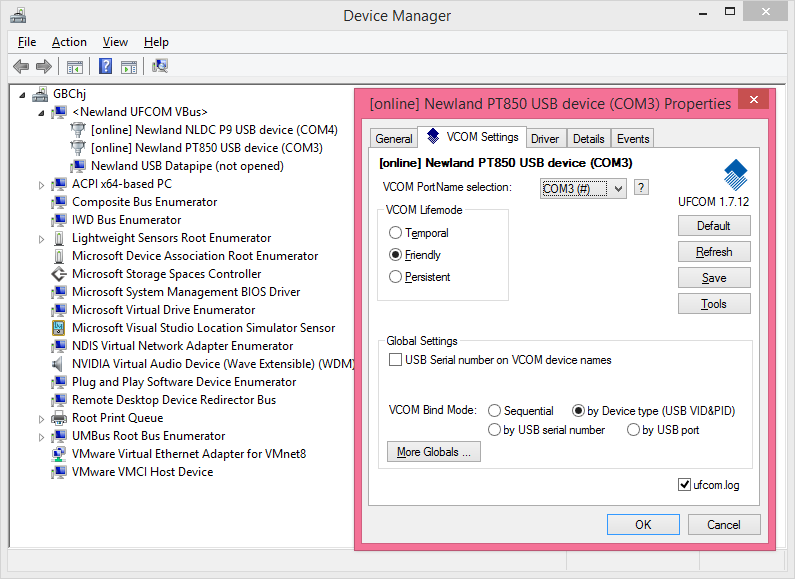 Device Manager
File Action View Help
GBChj
<Newland UFCOM VBus>
[online] Newland NLDC P9 USB device (COM4)
[online] Newland PT850 USB device (COM3)
Newland USB Datapipe (not opened)
ACPI x64-based PC
Composite Bus Enumerator
IWD Bus Enumerator
Lightweight Sensors Root Enumerator
Microsoft Device Association Root Enumerator
Microsoft Storage Spaces Controller
Microsoft System Management BIOS Driver
Microsoft Virtual Drive Enumerator
Microsoft Visual Studio Location Simulator Sensor
NDIS Virtual Network Adapter Enumerator
NVIDIA Virtual Audio Device (Wave Extensible) (WDM)
Plug and Play Software Device Enumerator
Remote Desktop Device Redirector Bus
Root Print Queue
UMBus Root Bus Enumerator
VMware Virtual Ethernet Adapter for VMnet8
VMware VMCI Host Device
[online] Newland PT850 USB device (COM3) Properties
General VCOM Settings Driver Details Events
[online] Newland PT850 USB device (COM3)
VCOM PortName selection: COM3 (#) ?
UFCOM 1.7.12
VCOM Lifemode
Temporal
Friendly
Persistent
Default
Refresh
Save
Tools
Global Settings
USB Serial number on VCOM device names
VCOM Bind Mode: Sequential by Device type (USB VID&PID)
by USB serial number by USB port
More Globals ...
ufcom.log
OK Cancel